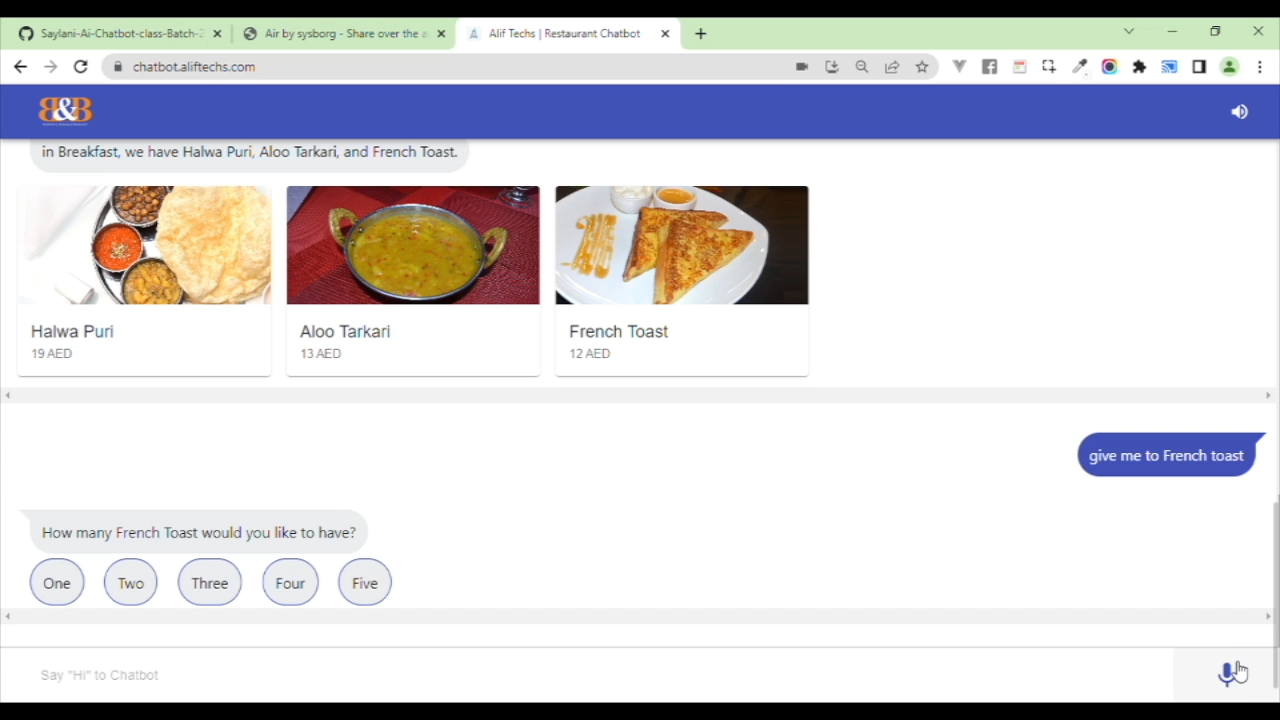 Saylani-Ai-Chatbot-class-Batch-2
Air by sysborg - Share over the a
Alif Techs | Restaurant Chatbot
chatbot.aliftechs.com
B&B
in Breakfast, we have Halwa Puri, Aloo Tarkari, and French Toast.
Halwa Puri
19 AED
Aloo Tarkari
13 AED
French Toast
12 AED
give me to French toast
How many French Toast would you like to have?
One
Two
Three
Four
Five
Say "Hi" to Chatbot